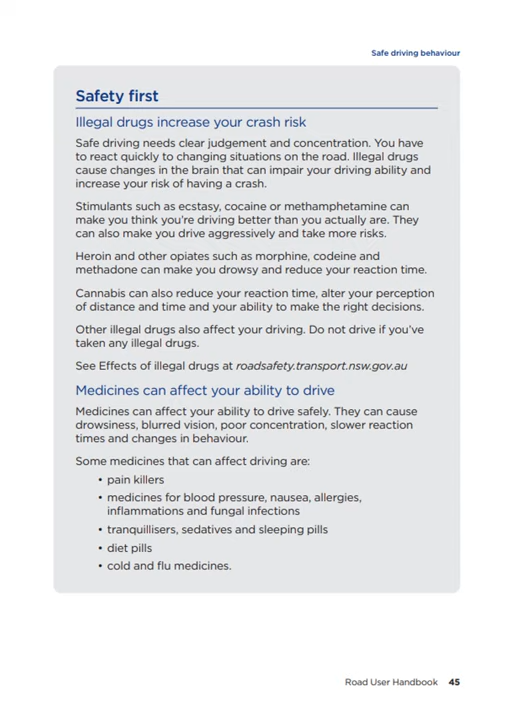 Safe driving behaviour
Safety first
Illegal drugs increase your crash risk
Safe driving needs clear judgement and concentration. You have
to react quickly to changing situations on the road. Illegal drugs
cause changes in the brain that can impair your driving ability and
increase your risk of having a crash.
Stimulants such as ecstasy, cocaine or methamphetamine can
make you think you’re driving better than you actually are. They
can also make you drive aggressively and take more risks.
Heroin and other opiates such as morphine, codeine and
methadone can make you drowsy and reduce your reaction time.
Cannabis can also reduce your reaction time, alter your perception
of distance and time and your ability to make the right decisions.
Other illegal drugs also affect your driving. Do not drive if you’ve
taken any illegal drugs.
See Effects of illegal drugs at roadsafety.transport.nsw.gov.au
Medicines can affect your ability to drive
Medicines can affect your ability to drive safely. They can cause
drowsiness, blurred vision, poor concentration, slower reaction
times and changes in behaviour.
Some medicines that can affect driving are:
• pain killers
• medicines for blood pressure, nausea, allergies,
inflammations and fungal infections
• tranquillisers, sedatives and sleeping pills
• diet pills
• cold and flu medicines.
Road User Handbook 45